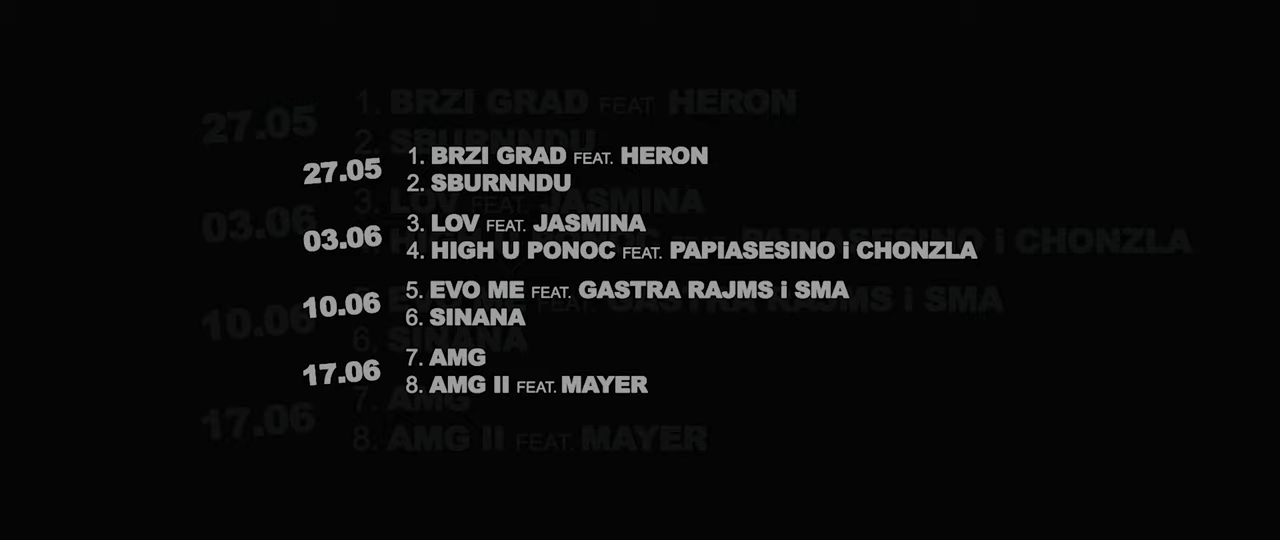 27.05
1. BRZI GRAD FEAT. HERON
2. SBURNNDU
03.06
3. LOV FEAT. JASMINA
4. HIGH U PONOC FEAT. PAPIASESINO i CHONZLA
10.06
5. EVO ME FEAT. GASTRA RAJMS i SMA
6. SINANA
17.06
7. AMG
8. AMG II FEAT. MAYER